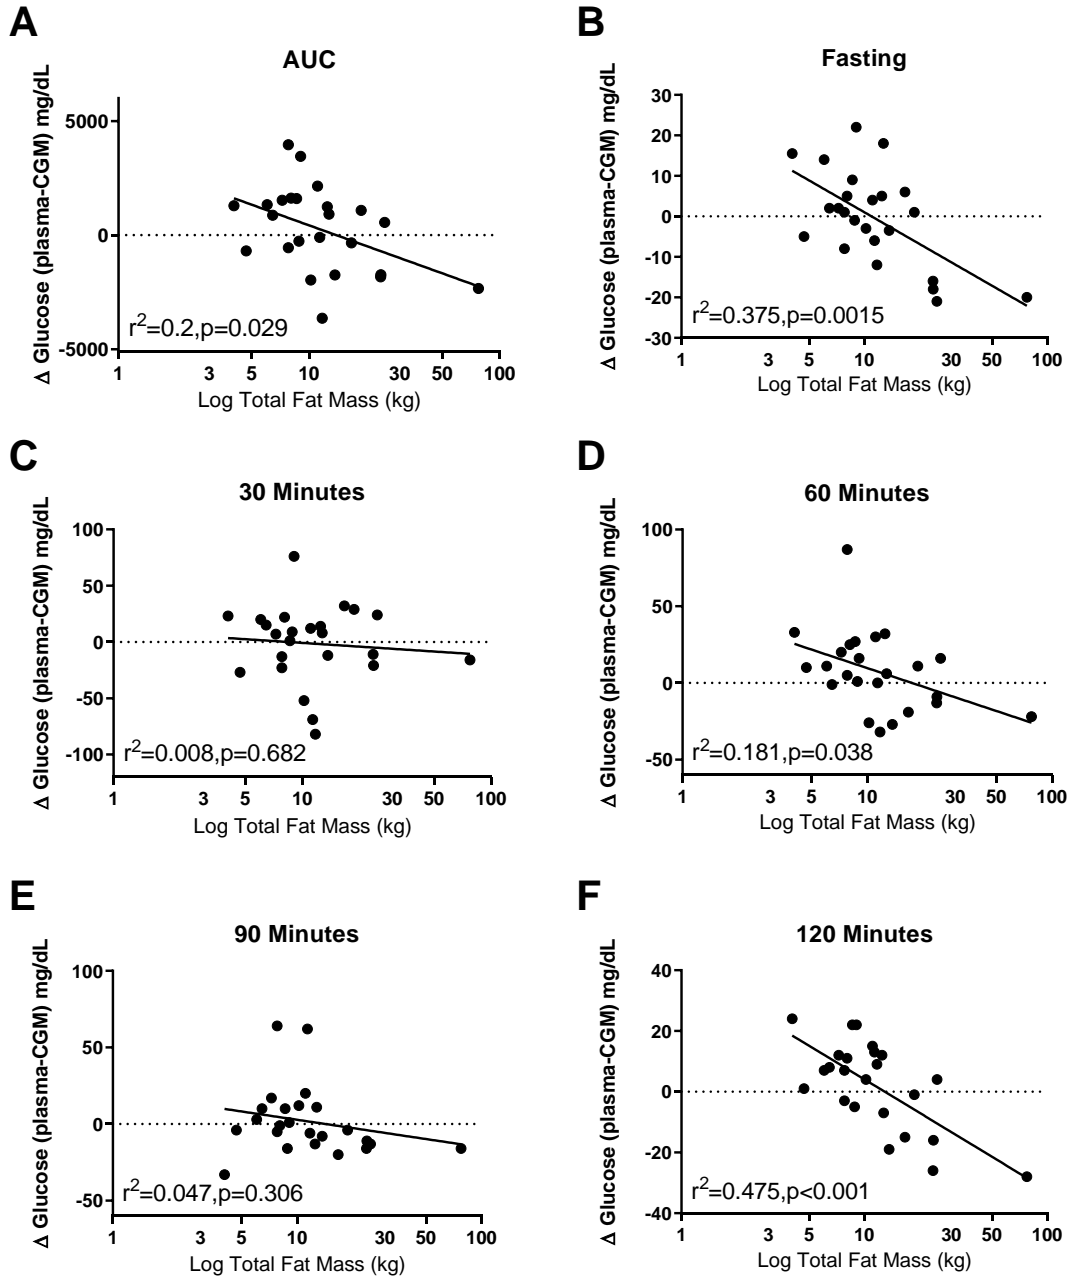 A
AUC
Δ Glucose (plasma-CGM) mg/dL
5000
0
-5000
r²=0.2,p=0.029
1 3 5 10 30 50 100
Log Total Fat Mass (kg)
B
Fasting
Δ Glucose (plasma-CGM) mg/dL
30
20
10
0
-10
-20
-30
r²=0.375,p=0.0015
1 3 5 10 30 50 100
Log Total Fat Mass (kg)
C
30 Minutes
Δ Glucose (plasma-CGM) mg/dL
100
50
0
-50
-100
r²=0.008,p=0.682
1 3 5 10 30 50 100
Log Total Fat Mass (kg)
D
60 Minutes
Δ Glucose (plasma-CGM) mg/dL
100
50
0
-50
r²=0.181,p=0.038
1 3 5 10 30 50 100
Log Total Fat Mass (kg)
E
90 Minutes
Δ Glucose (plasma-CGM) mg/dL
100
50
0
-50
r²=0.047,p=0.306
1 3 5 10 30 50 100
Log Total Fat Mass (kg)
F
120 Minutes
Δ Glucose (plasma-CGM) mg/dL
40
20
0
-20
-40
r²=0.475,p<0.001
1 3 5 10 30 50 100
Log Total Fat Mass (kg)